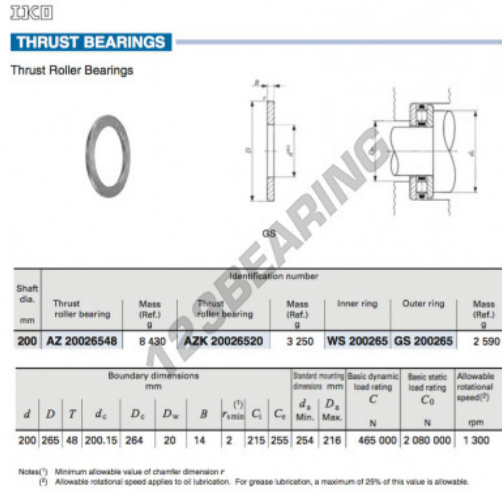 IKO
THRUST BEARINGS
Thrust Roller Bearings
B
r
D
d
D a
d a
GS
123BEARING
Identification number
Shaft dia. mm
Thrust roller bearing
Mass (Ref.) g
Thrust roller bearing
Mass (Ref.) g
Inner ring
Outer ring
Mass (Ref.) g
200 AZ 20026548 8 430 AZK 20026520 3 250 WS 200265 GS 200265 2 590
Boundary dimensions mm
Standard mounting dimensions mm
Basic dynamic load rating C N
Basic static load rating C0 N
Allowable rotational speed(2) rpm
d D T dc Dc Dw B rs min(1) Ci Ce da Min. Da Max.
200 265 48 200.15 264 20 14 2 215 255 254 216 465 000 2 080 000 1 300
Notes(1) Minimum allowable value of chamfer dimension r
(2) Allowable rotational speed applies to oil lubrication. For grease lubrication, a maximum of 25% of this value is allowable.